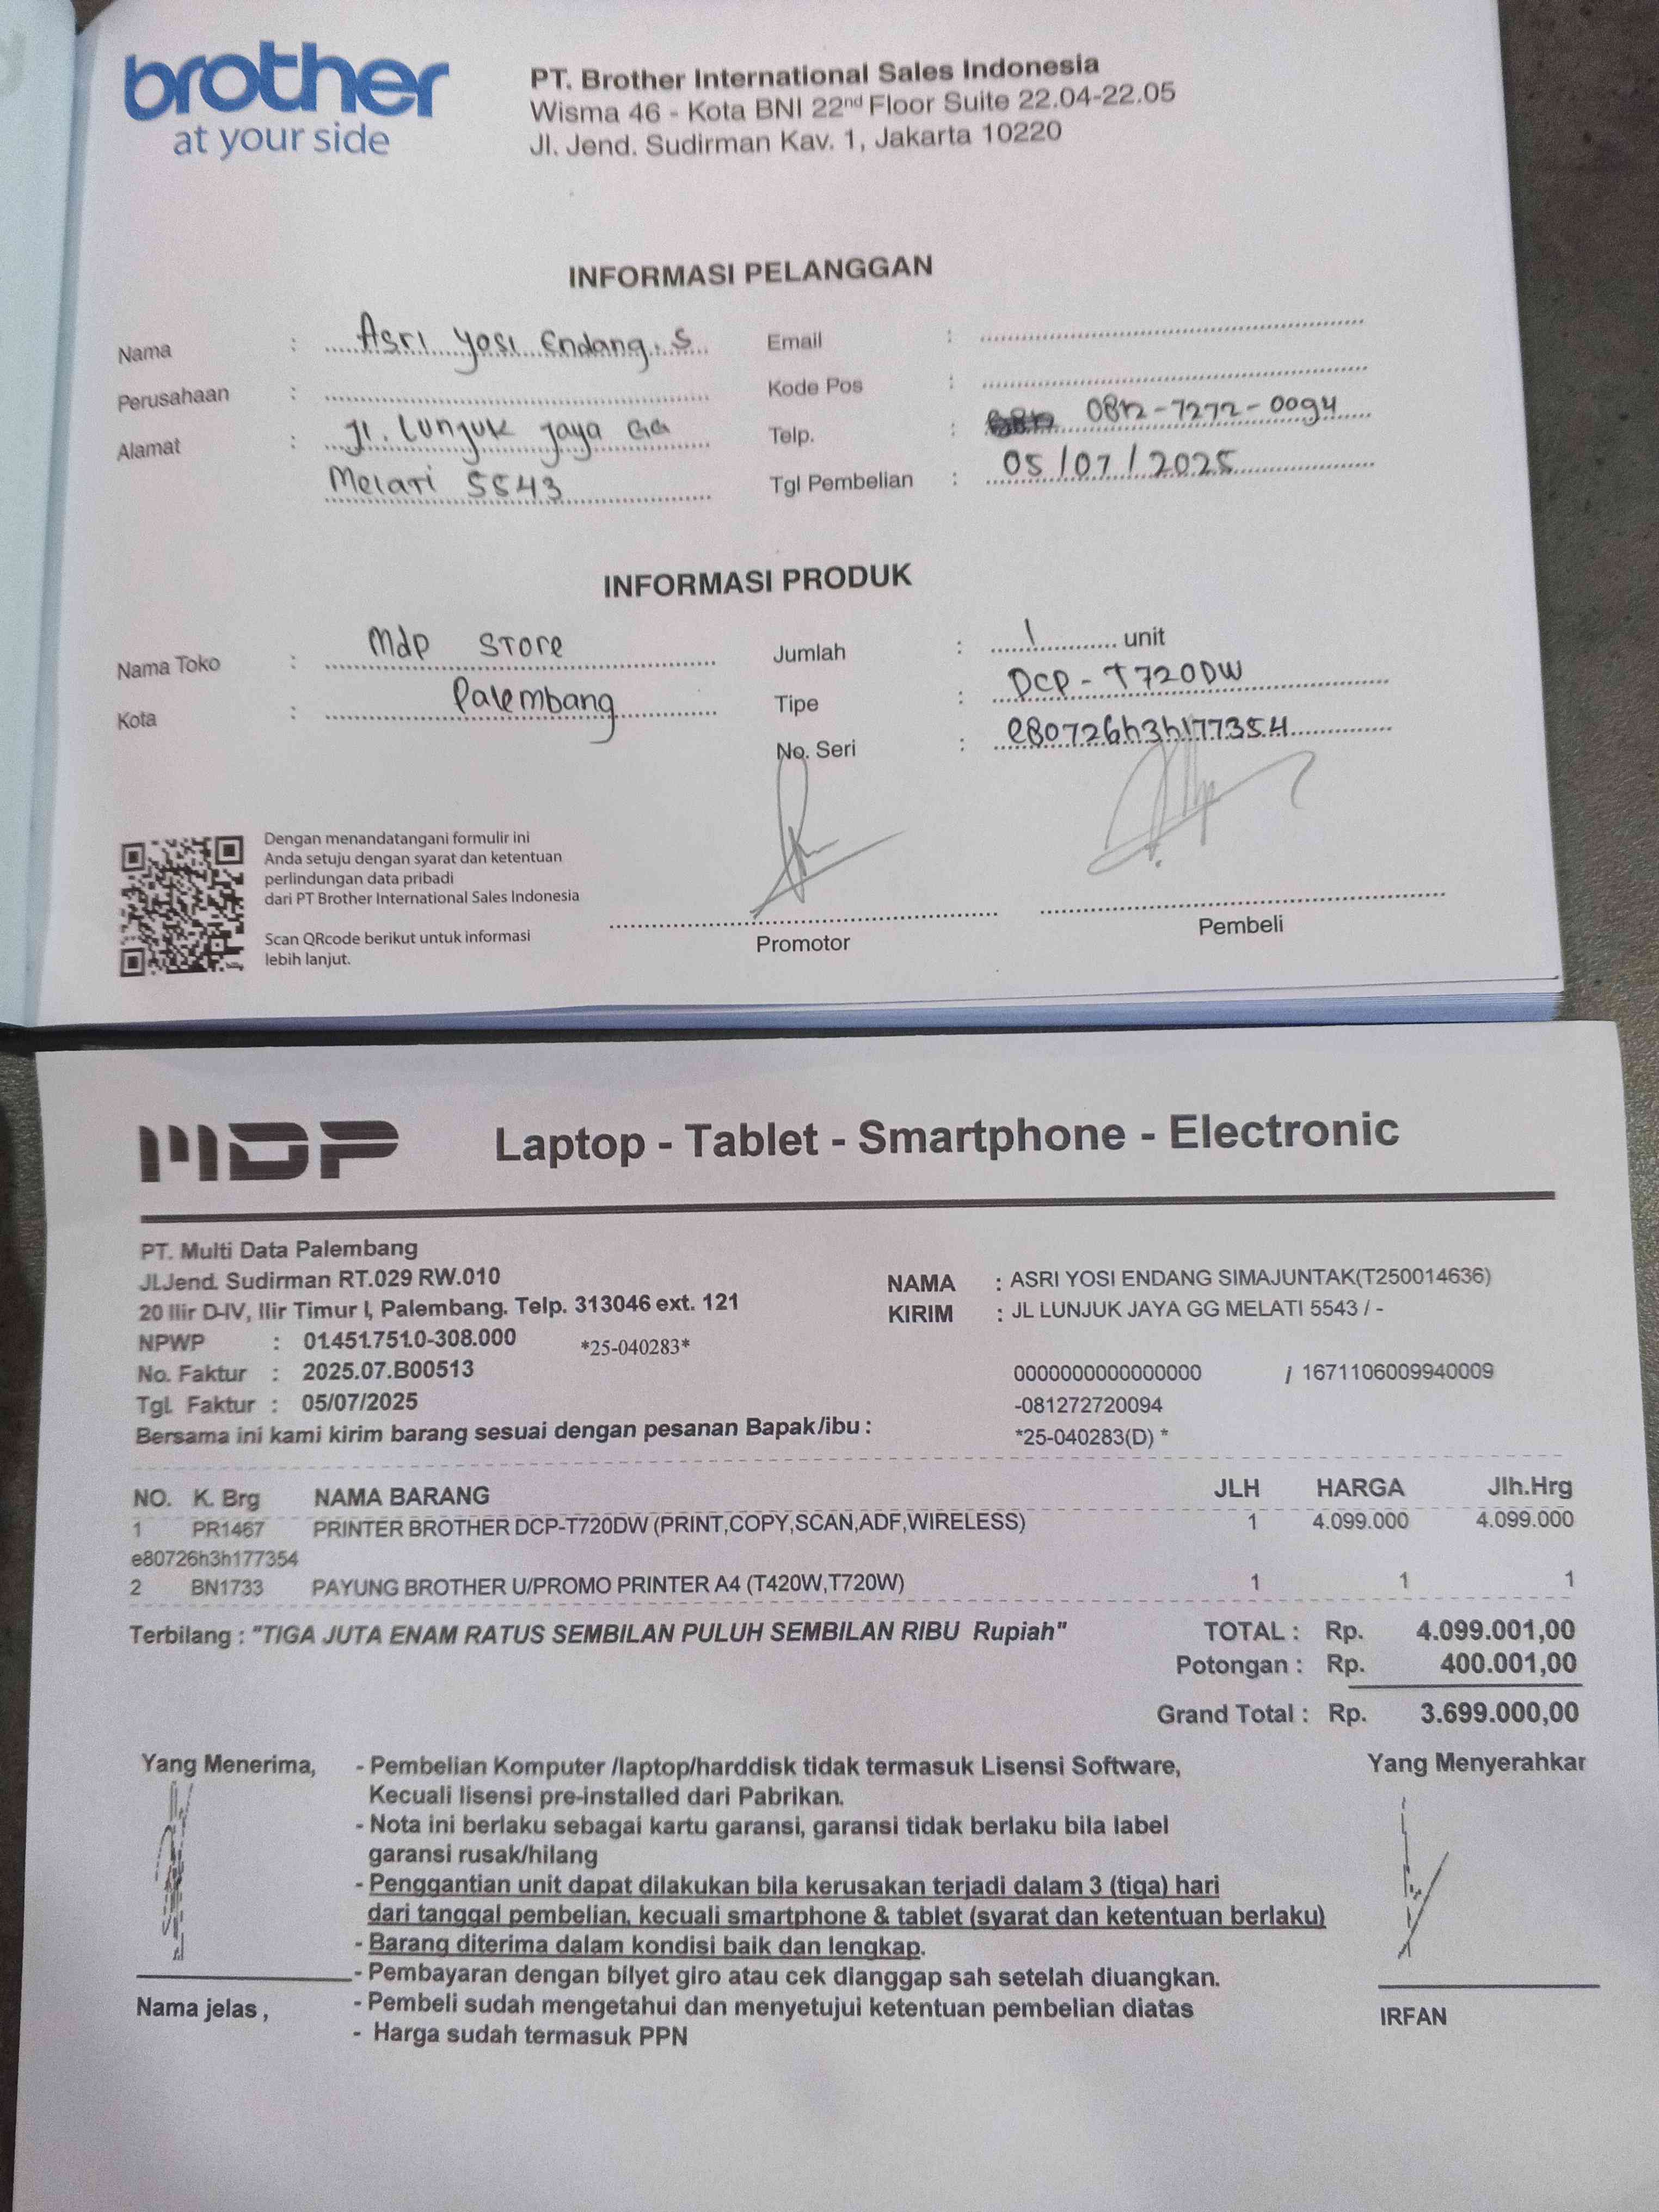 brother
at your side
PT. Brother International Sales Indonesia
Wisma 46 - Kota BNI 22nd Floor Suite 22.04-22.05
Jl. Jend. Sudirman Kav. 1, Jakarta 10220
INFORMASI PELANGGAN
Nama : Asri Yosi Endang. S
Perusahaan :
Alamat : Jl. Lunjuk Jaya GG
Melati 5543
Email :
Kode Pos :
Telp. : 0812-7272-0094
Tgl Pembelian : 05/07/2025
INFORMASI PRODUK
Nama Toko : Mdp Store
Kota : Palembang
Jumlah : 1 unit
Tipe : DCP-T720DW
No. Seri : e80726h3h177354
Dengan menandatangani formulir ini
Anda setuju dengan syarat dan ketentuan
perlindungan data pribadi
dari PT Brother International Sales Indonesia
Scan QRcode berikut untuk informasi
lebih lanjut.
Promotor
Pembeli
MDP
Laptop - Tablet - Smartphone - Electronic
PT. Multi Data Palembang
Jl.Jend. Sudirman RT.029 RW.010
20 Ilir D-IV, Ilir Timur I, Palembang. Telp. 313046 ext. 121
NPWP : 01.451.751.0-308.000 *25-040283*
No. Faktur : 2025.07.B00513
Tgl. Faktur : 05/07/2025
Bersama ini kami kirim barang sesuai dengan pesanan Bapak/ibu :
NAMA : ASRI YOSI ENDANG SIMAJUNTAK(T250014636)
KIRIM : JL LUNJUK JAYA GG MELATI 5543 / -
0000000000000000 / 1671106009940009
-081272720094
*25-040283(D) *
NO. K. Brg NAMA BARANG JLH HARGA Jlh.Hrg
1 PR1467 PRINTER BROTHER DCP-T720DW (PRINT,COPY,SCAN,ADF,WIRELESS) 1 4.099.000 4.099.000
e80726h3h177354
2 BN1733 PAYUNG BROTHER U/PROMO PRINTER A4 (T420W,T720W) 1 1 1
Terbilang : "TIGA JUTA ENAM RATUS SEMBILAN PULUH SEMBILAN RIBU Rupiah"
TOTAL : Rp. 4.099.001,00
Potongan : Rp. 400.001,00
Grand Total : Rp. 3.699.000,00
Yang Menerima,
- Pembelian Komputer /laptop/harddisk tidak termasuk Lisensi Software,
Kecuali lisensi pre-installed dari Pabrikan.
- Nota ini berlaku sebagai kartu garansi, garansi tidak berlaku bila label
garansi rusak/hilang
- Penggantian unit dapat dilakukan bila kerusakan terjadi dalam 3 (tiga) hari
dari tanggal pembelian, kecuali smartphone & tablet (syarat dan ketentuan berlaku)
- Barang diterima dalam kondisi baik dan lengkap.
- Pembayaran dengan bilyet giro atau cek dianggap sah setelah diuangkan.
- Pembeli sudah mengetahui dan menyetujui ketentuan pembelian diatas
- Harga sudah termasuk PPN
Nama jelas ,
Yang Menyerahkar
IRFAN